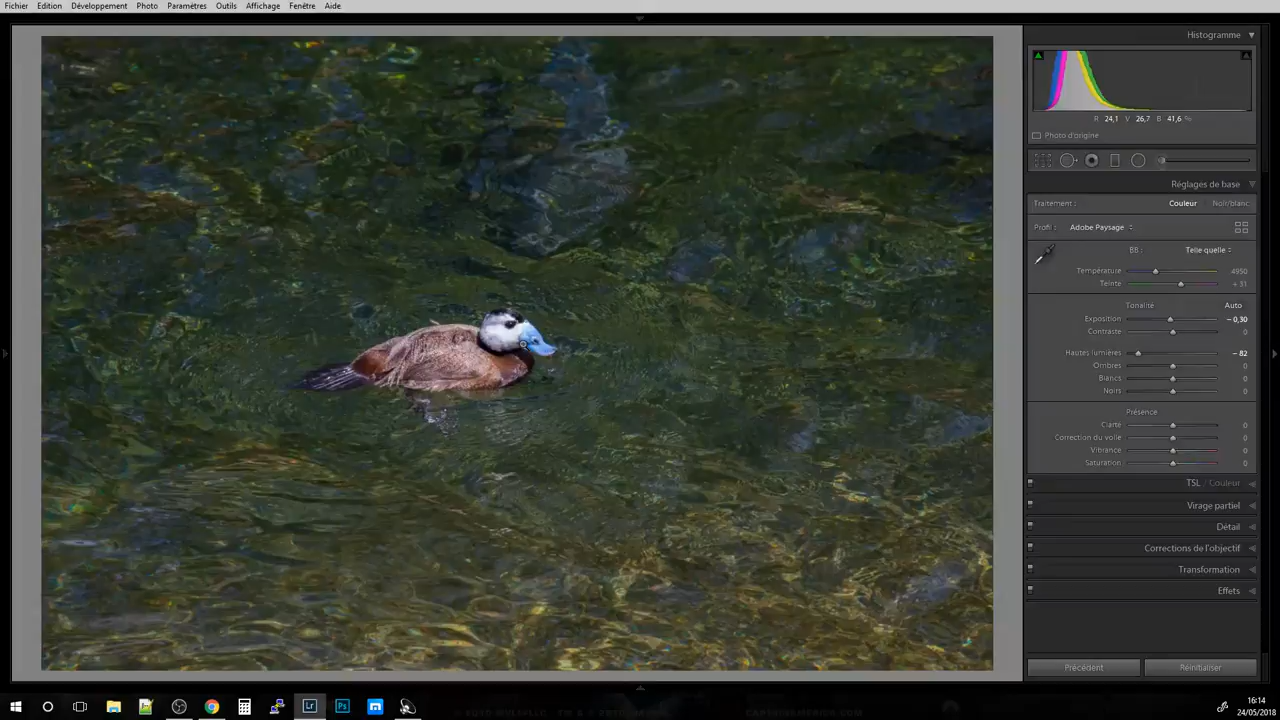 Fichier Edition Développement Photo Paramètres Outils Affichage Fenêtre Aide
Histogramme
R 24,1 V 26,7 B 41,6 %
Photo d'origine
Réglages de base
Traitement : Couleur Noir/blanc
Profil : Adobe Paysage
BB : Telle quelle
Température 4950
Teinte + 31
Tonalité Auto
Exposition – 0,30
Contraste 0
Hautes lumières – 82
Ombres 0
Blancs 0
Noirs 0
Présence
Clarté 0
Correction du voile 0
Vibrance 0
Saturation 0
TSL / Couleur
Virage partiel
Détail
Corrections de l'objectif
Transformation
Effets
Précédent Réinitialiser
Lr Ps
16:14
24/05/2018